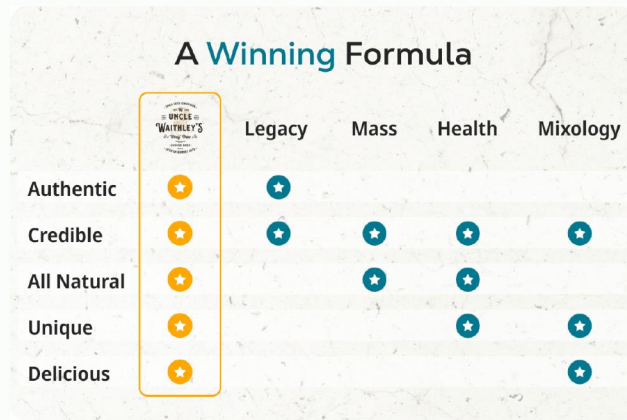 A Winning Formula
UNCLE
WAITHLEY'S
Legacy Mass Health Mixology
Authentic
Credible
All Natural
Unique
Delicious